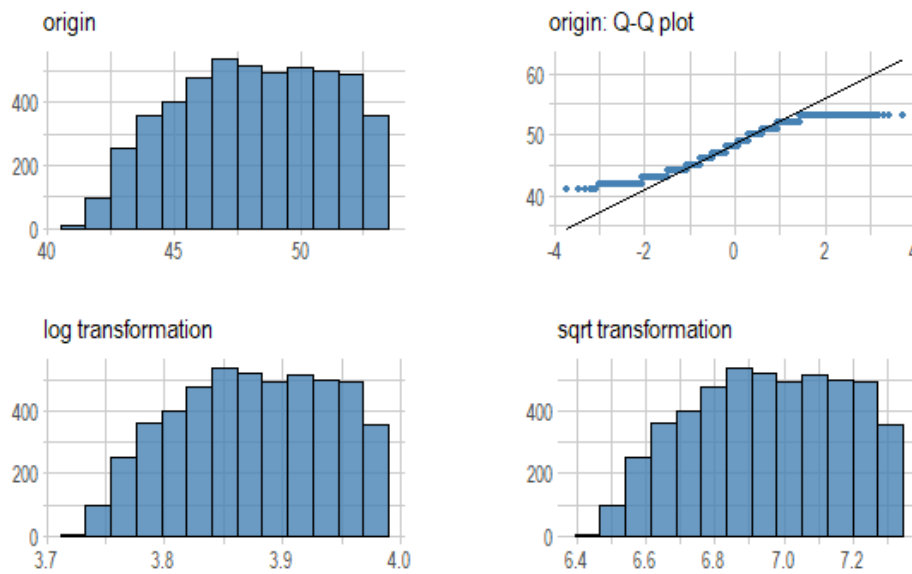 origin
400
200
0
40 45 50
origin: Q-Q plot
60
50
40
-4 -2 0 2 4
log transformation
400
200
0
3.7 3.8 3.9 4.0
sqrt transformation
400
200
0
6.4 6.6 6.8 7.0 7.2